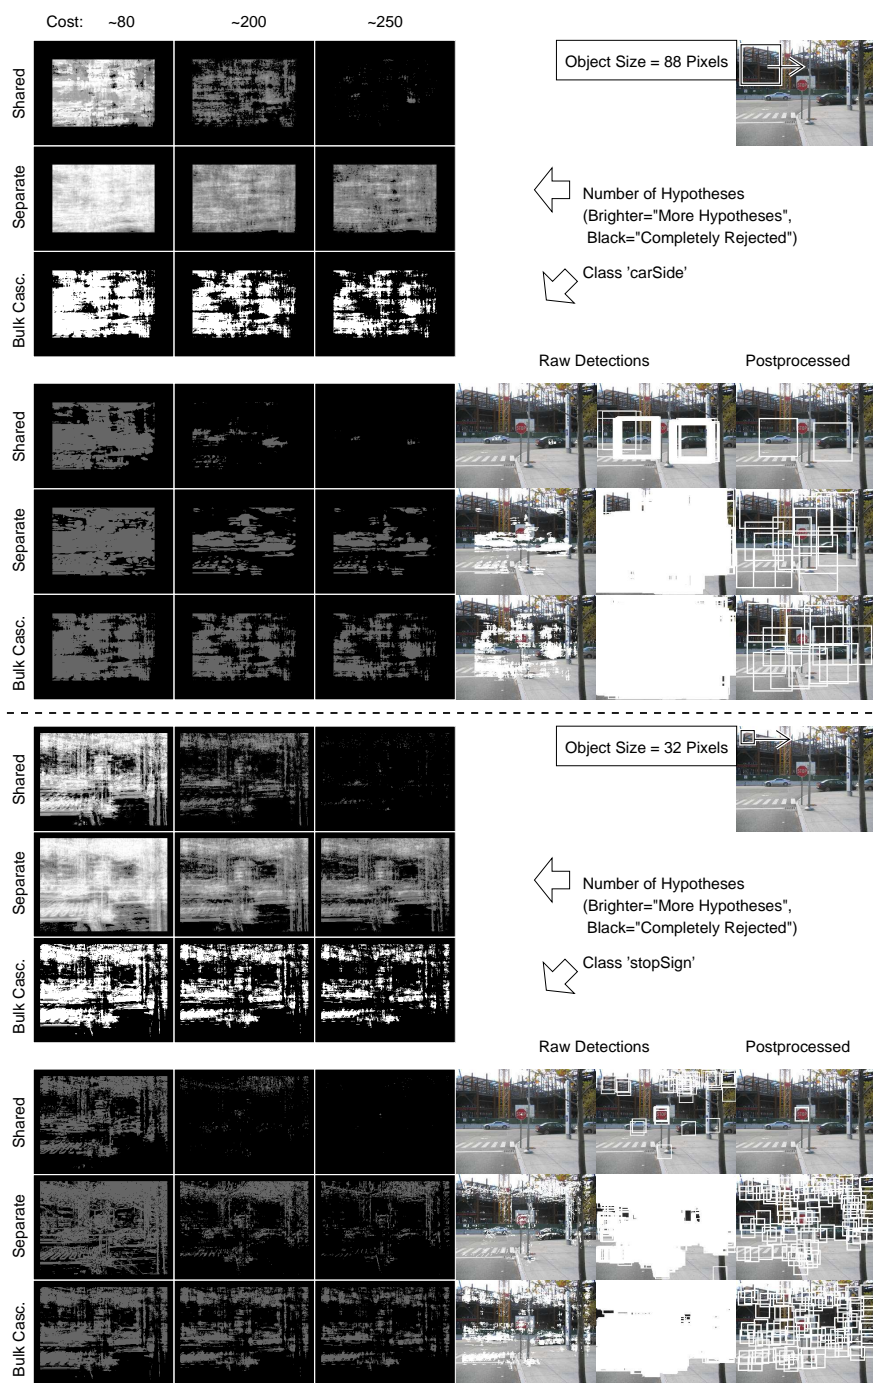 Cost: ~80 ~200 ~250
Shared
Object Size = 88 Pixels
Separate
Number of Hypotheses
(Brighter="More Hypotheses",
Black="Completely Rejected")
Bulk Casc.
Class 'carSide'
Raw Detections Postprocessed
Shared
Separate
Bulk Casc.
Shared
Object Size = 32 Pixels
Separate
Number of Hypotheses
(Brighter="More Hypotheses",
Black="Completely Rejected")
Bulk Casc.
Class 'stopSign'
Raw Detections Postprocessed
Shared
Separate
Bulk Casc.